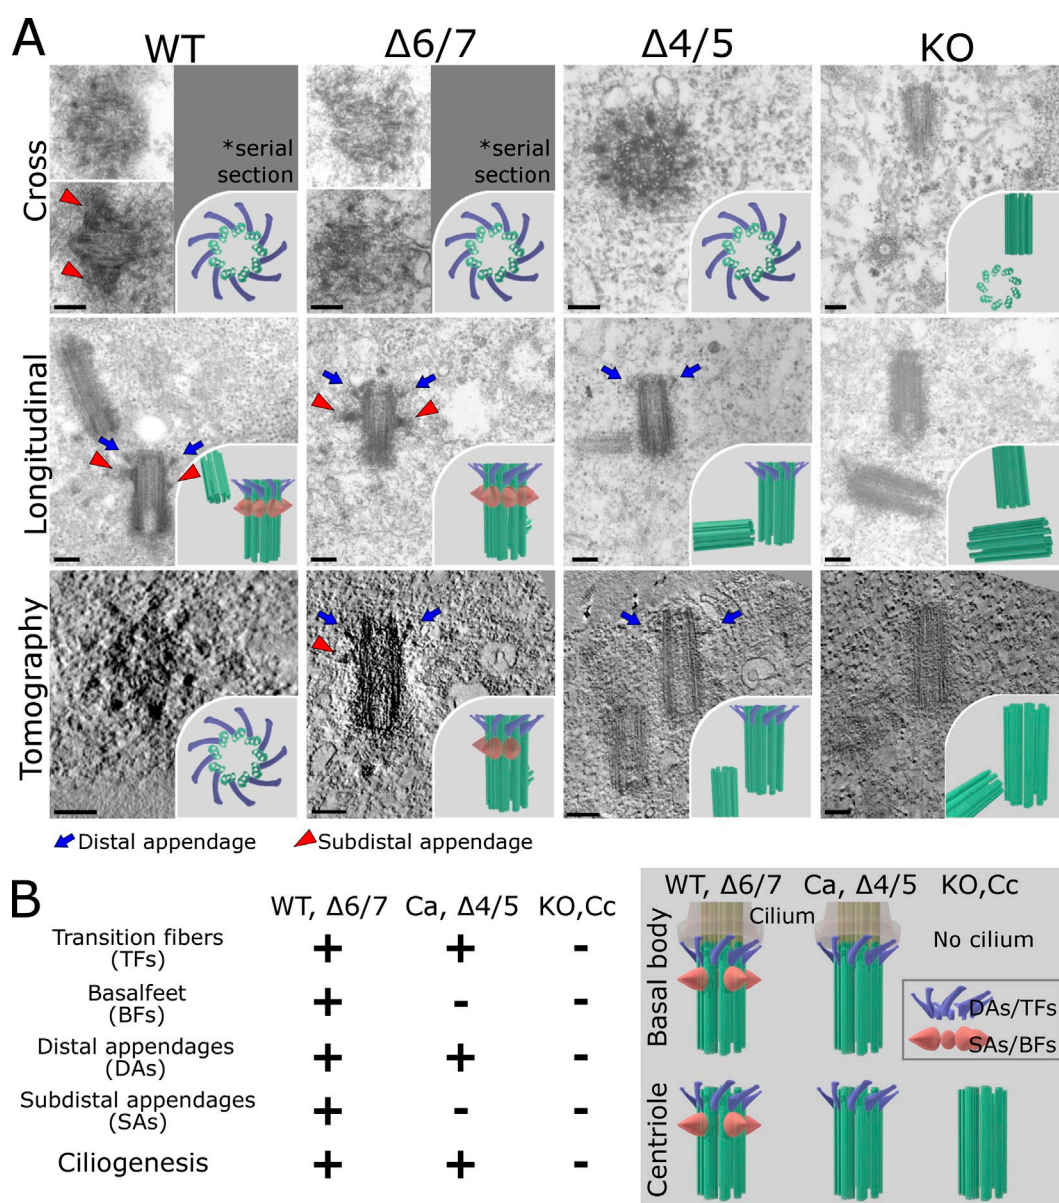 A
WT
Δ6/7
Δ4/5
KO
Cross
*serial
section
*serial
section
Longitudinal
Tomography
Distal appendage
Subdistal appendage
B
WT, Δ6/7
Ca, Δ4/5
KO,Cc
Transition fibers
(TFs)
+
+
-
Basalfeet
(BFs)
+
-
-
Distal appendages
(DAs)
+
+
-
Subdistal appendages
(SAs)
+
-
-
Ciliogenesis
+
+
-
WT, Δ6/7
Ca, Δ4/5
KO,Cc
Cilium
No cilium
Basal body
DAs/TFs
SAs/BFs
Centriole